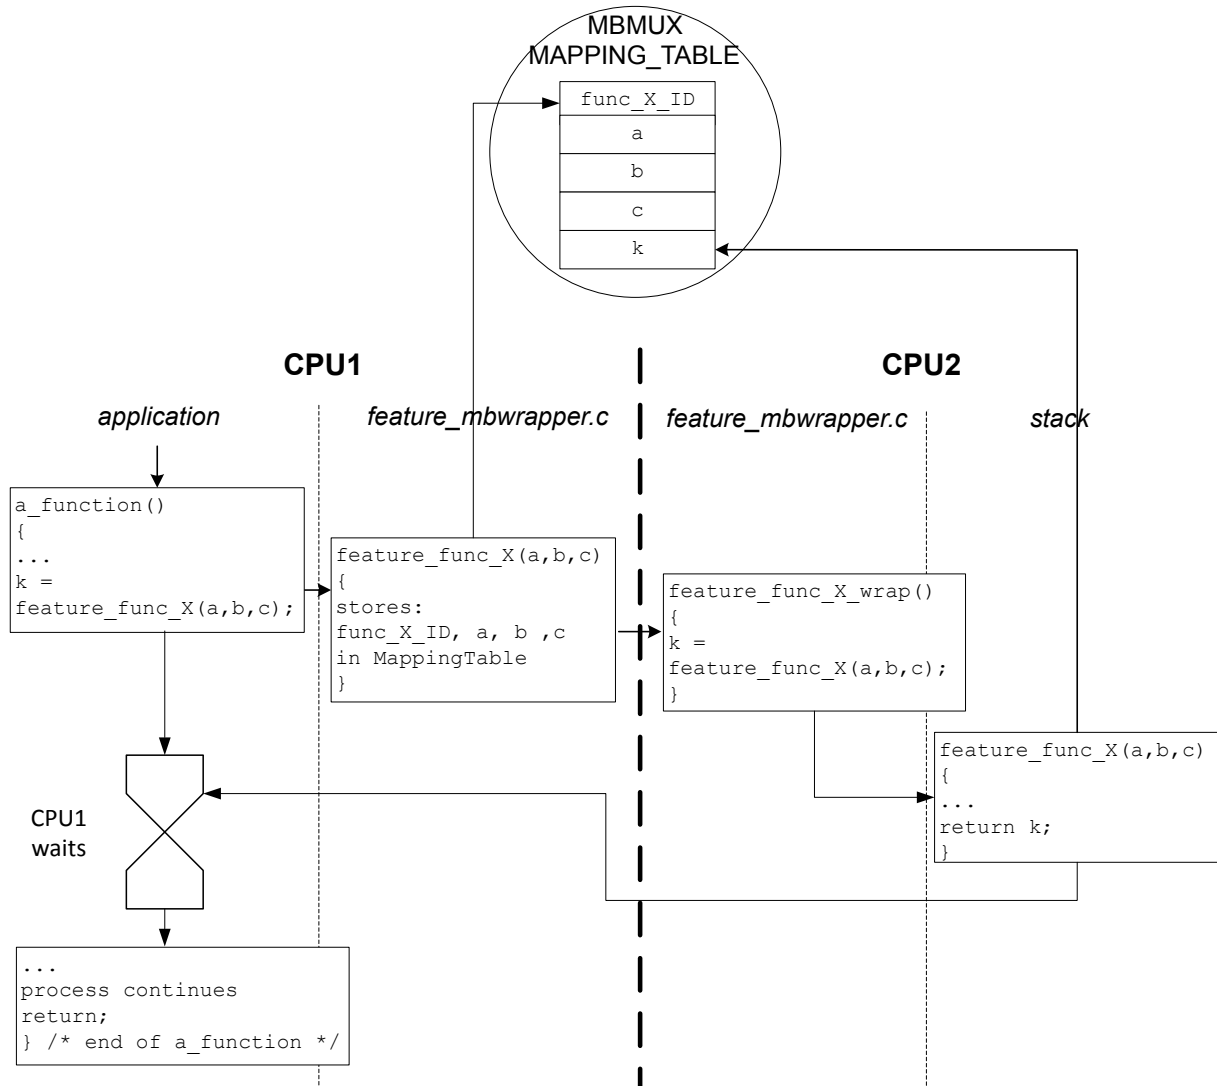 MBMUX
MAPPING_TABLE
func_X_ID
a
b
c
k
CPU1
CPU2
application
feature_mbwrapper.c
feature_mbwrapper.c
stack
a_function()
{
...
k =
feature_func_X(a,b,c);
feature_func_X(a,b,c)
{
stores:
func_X_ID, a, b ,c
in MappingTable
}
feature_func_X_wrap()
{
k =
feature_func_X(a,b,c);
}
feature_func_X(a,b,c)
{
...
return k;
}
CPU1
waits
...
process continues
return;
} /* end of a_function */